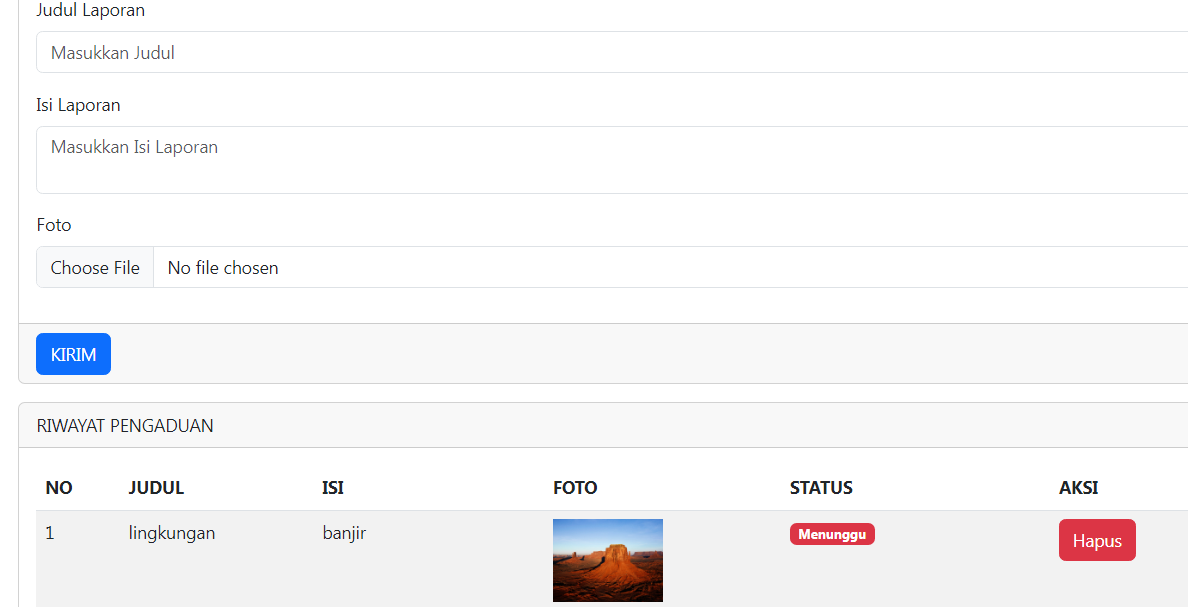 Judul Laporan
Masukkan Judul
Isi Laporan
Masukkan Isi Laporan
Foto
Choose File No file chosen
KIRIM
RIWAYAT PENGADUAN
NO JUDUL ISI FOTO STATUS AKSI
1 lingkungan banjir Menunggu Hapus